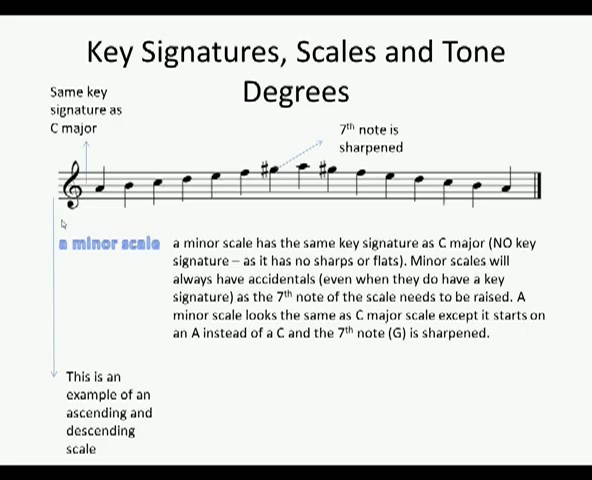 Key Signatures, Scales and Tone
Degrees
Same key
signature as
C major
7th note is
sharpened
a minor scale
a minor scale has the same key signature as C major (NO key
signature – as it has no sharps or flats). Minor scales will
always have accidentals (even when they do have a key
signature) as the 7th note of the scale needs to be raised. A
minor scale looks the same as C major scale except it starts on
an A instead of a C and the 7th note (G) is sharpened.
This is an
example of an
ascending and
descending
scale